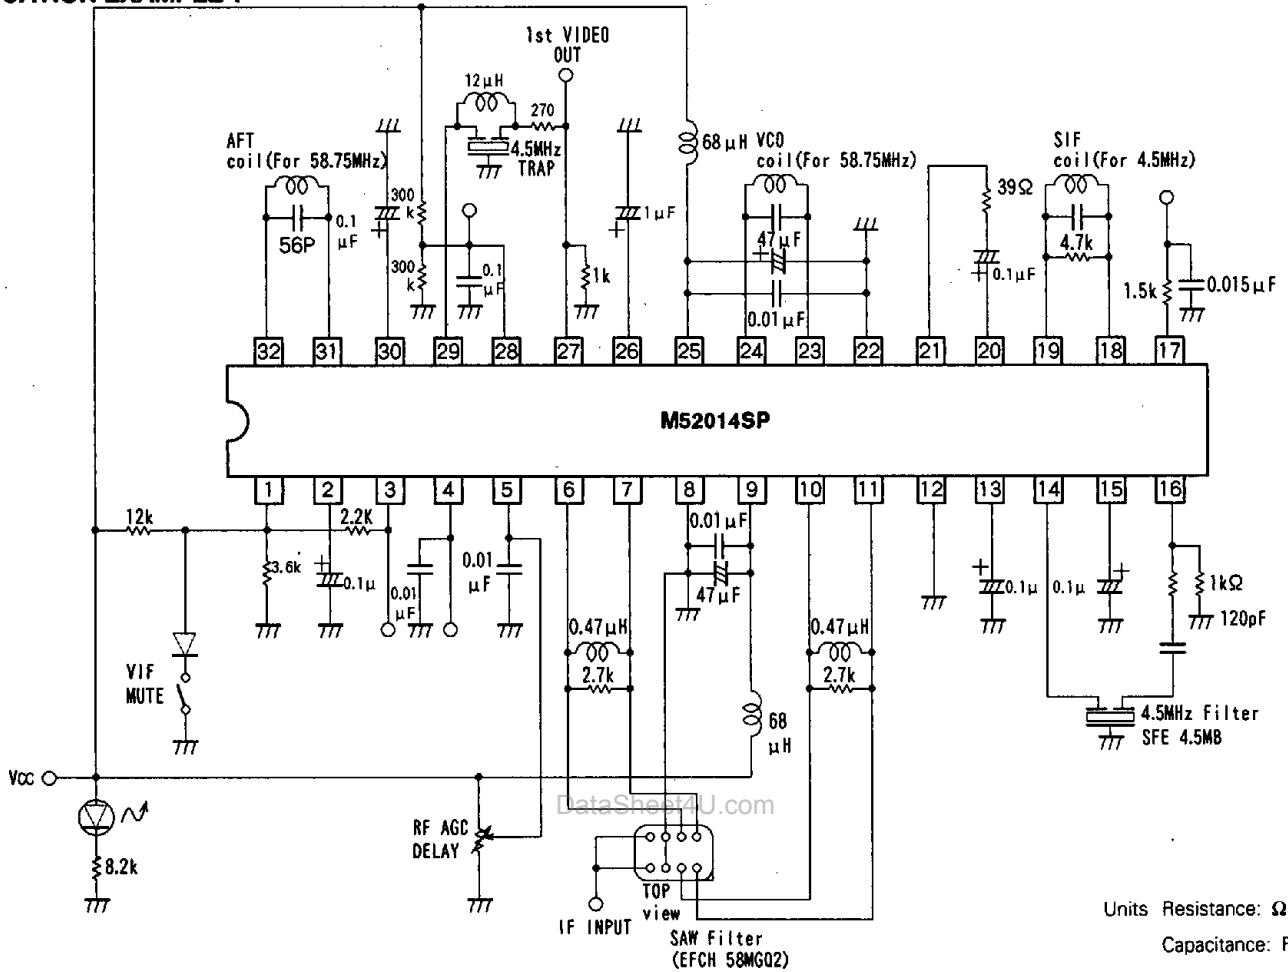 1st VIDEO
OUT
12μH
270
4.5MHz
TRAP
AFT
coil(For 58.75MHz)
56P
0.1
μF
300
k
300
k
0.1
μF
1k
1μF
68μH
VCO
coil(For 58.75MHz)
47μF
0.01μF
39Ω
0.1μF
SIF
coil(For 4.5MHz)
4.7k
1.5k
0.015μF
32 31 30 29 28 27 26 25 24 23 22 21 20 19 18 17
M52014SP
1 2 3 4 5 6 7 8 9 10 11 12 13 14 15 16
12k
2.2K
3.6k
0.1μ
0.01
μF
0.01
μF
0.01μF
47μF
0.47μH
2.7k
0.47μH
2.7k
0.1μ
0.1μ
1kΩ
120pF
VIF
MUTE
68
μH
4.5MHz Filter
SFE 4.5MB
Vcc
DataSheet4U.com
8.2k
RF AGC
DELAY
TOP
view
IF INPUT
SAW Filter
(EFCH 58MGQ2)
Units Resistance: Ω
Capacitance: F